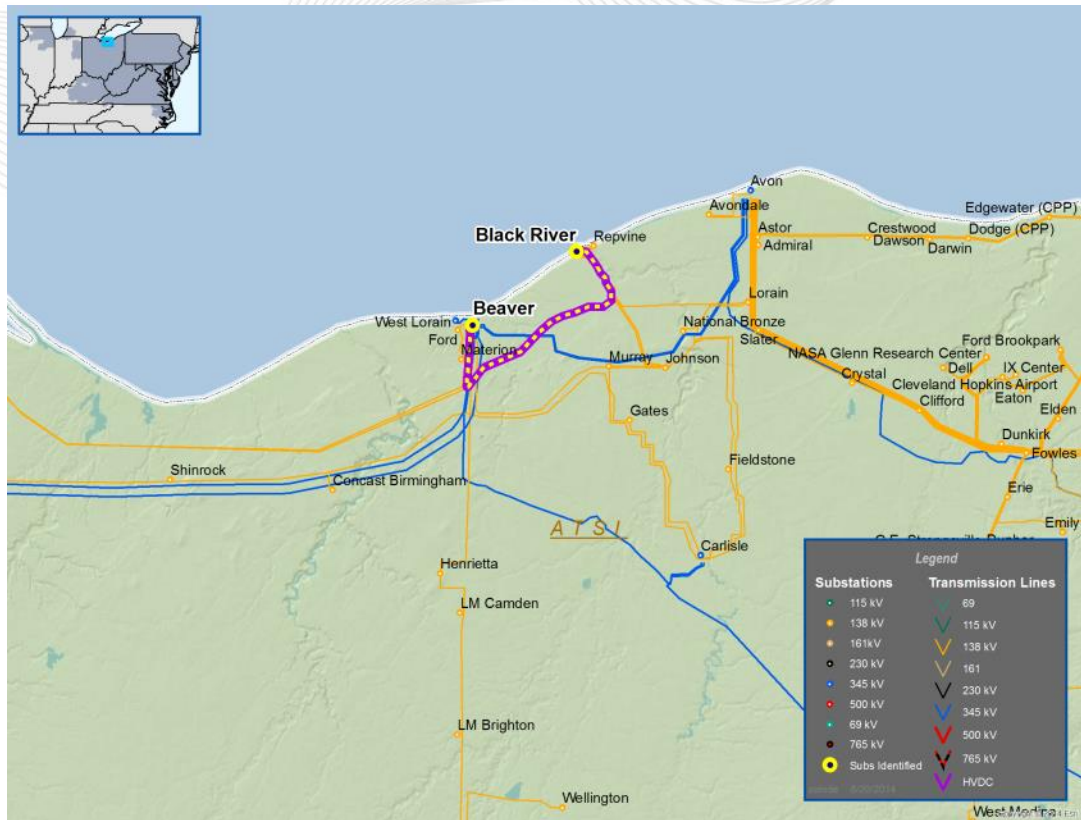 Avon
Avondale
Edgewater (CPP)
Black River
Repvine
Astor
Crestwood
Dodge (CPP)
Admiral
Dawson
Darwin
Beaver
Lorain
West Lorain
Ford
National Bronze
Slater
Materion
NASA Glenn Research Center
Ford Brookpark
Murray
Johnson
Dell
IX Center
Crystal
Cleveland Hopkins Airport
Eaton
Clifford
Gates
Elden
Dunkirk
Fowles
Shinrock
Fieldstone
Concast Birmingham
Erie
Emily
ATSI
Carlisle
Henrietta
LM Camden
LM Brighton
Wellington
West Medina
Legend
Substations
115 kV
138 kV
161kV
230 kV
345 kV
500 kV
69 kV
765 kV
Subs Identified
Transmission Lines
69
115 kV
138 kV
161
230 kV
345 kV
500 kV
765 kV
HVDC